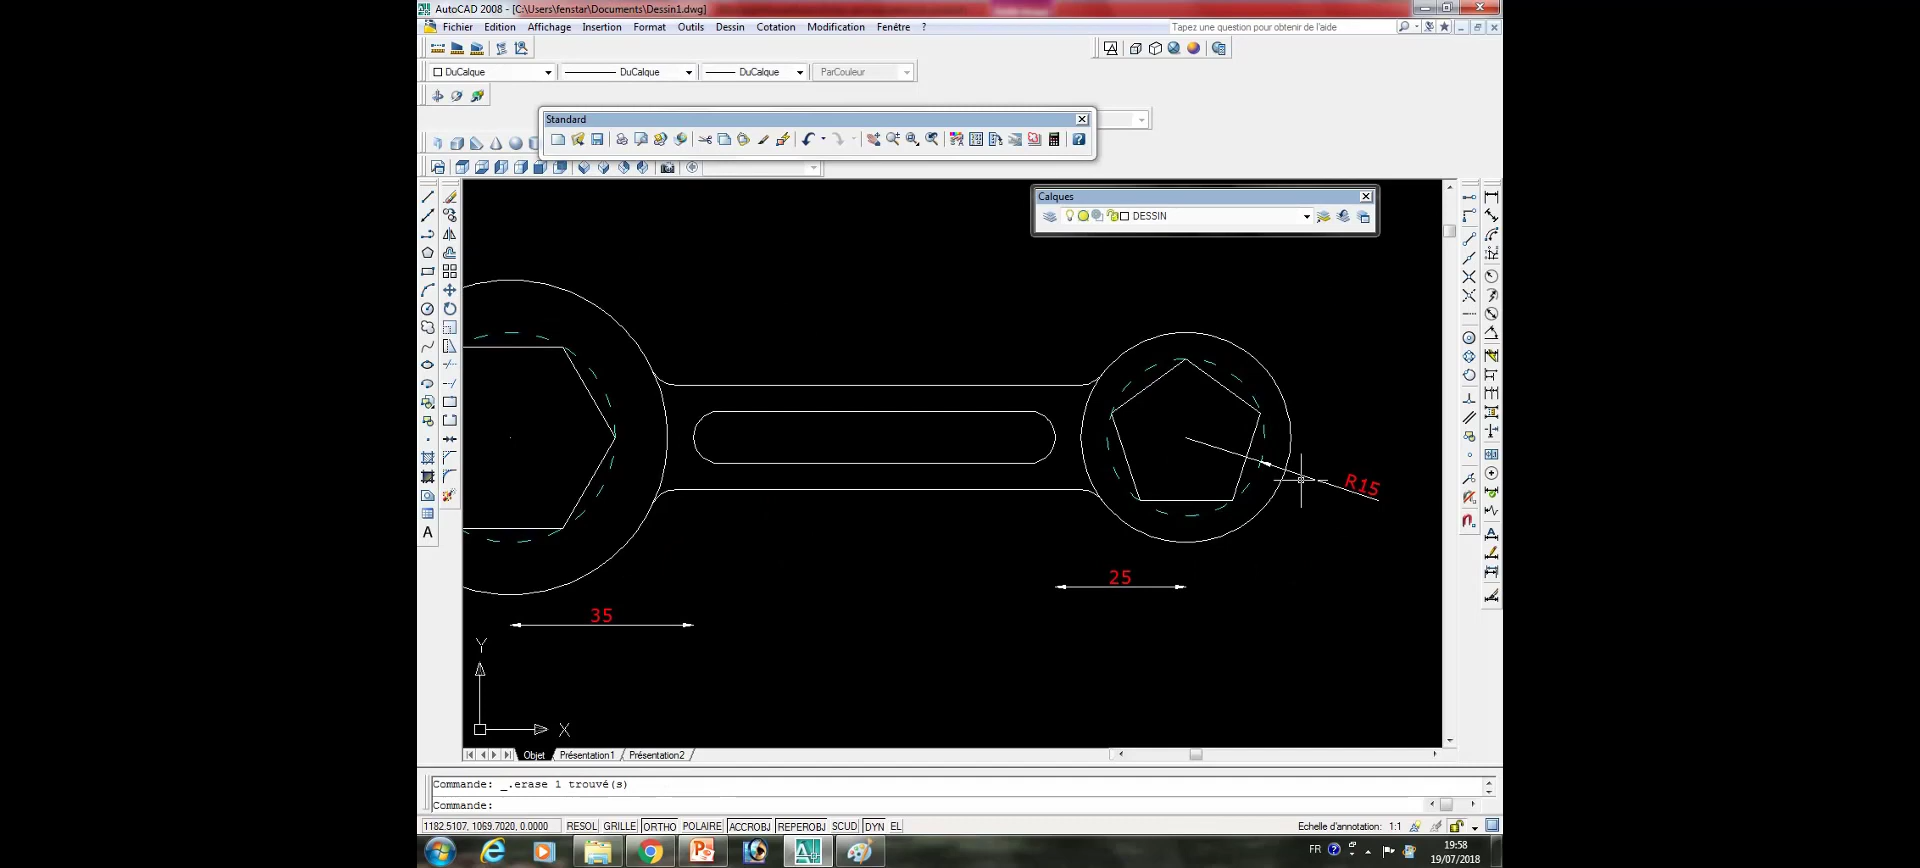 AutoCAD 2008 - [C:\Users\fenstar\Documents\Dessin1.dwg]
Fichier Edition Affichage Insertion Format Outils Dessin Cotation Modification Fenêtre ?
Tapez une question pour obtenir de l'aide
DuCalque DuCalque DuCalque ParCouleur
Standard
Calques
DESSIN
R15
25
35
Y
X
Objet Présentation1 Présentation2
Commande: _.erase 1 trouvé(s)
Commande:
1182.5107, 1069.7020, 0.0000 RESOL GRILLE ORTHO POLAIRE ACCROBJ REPEROBJ SCUD DYN EL Echelle d'annotation: 1:1
FR 19:58
19/07/2018
A